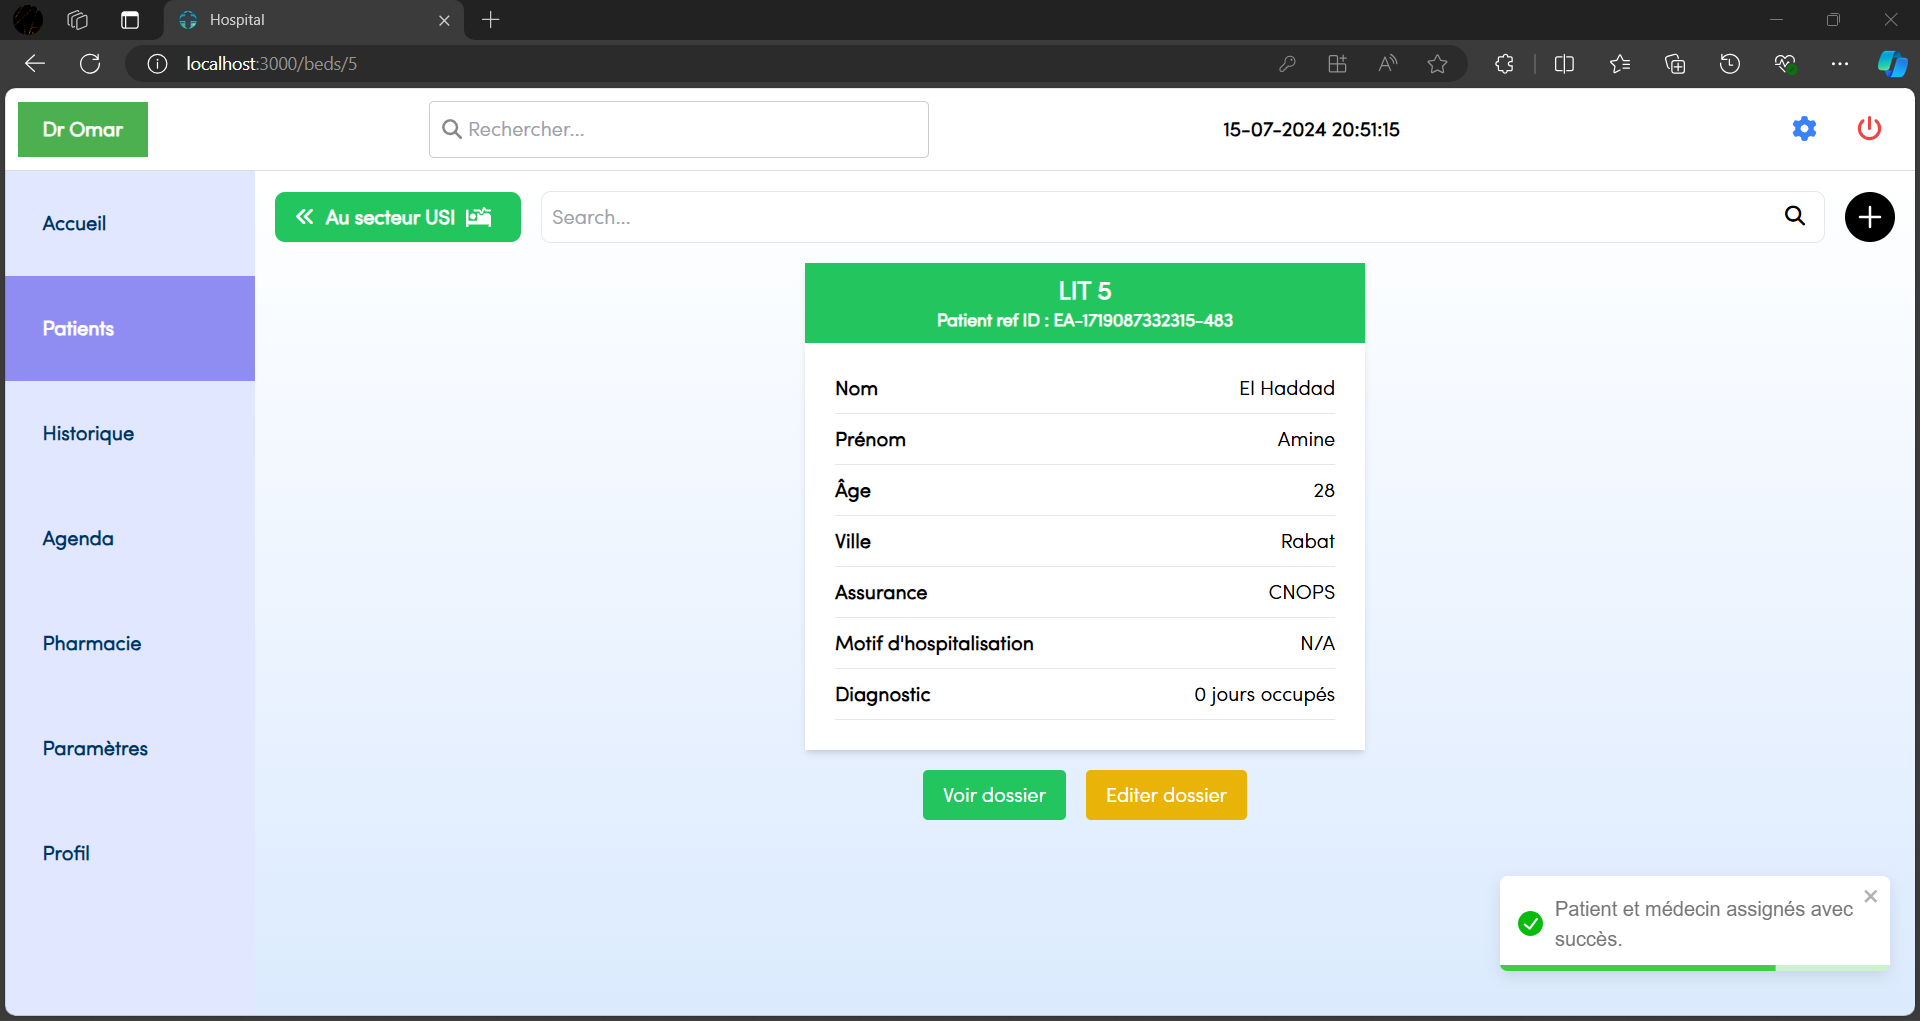 Hospital
localhost:3000/beds/5
Dr Omar
Rechercher...
15-07-2024 20:51:15
Accueil
Patients
Historique
Agenda
Pharmacie
Paramètres
Profil
Au secteur USI
Search...
LIT 5
Patient ref ID : EA-1719087332315-483
Nom El Haddad
Prénom Amine
Âge 28
Ville Rabat
Assurance CNOPS
Motif d'hospitalisation N/A
Diagnostic 0 jours occupés
Voir dossier Editer dossier
Patient et médecin assignés avec
succès.